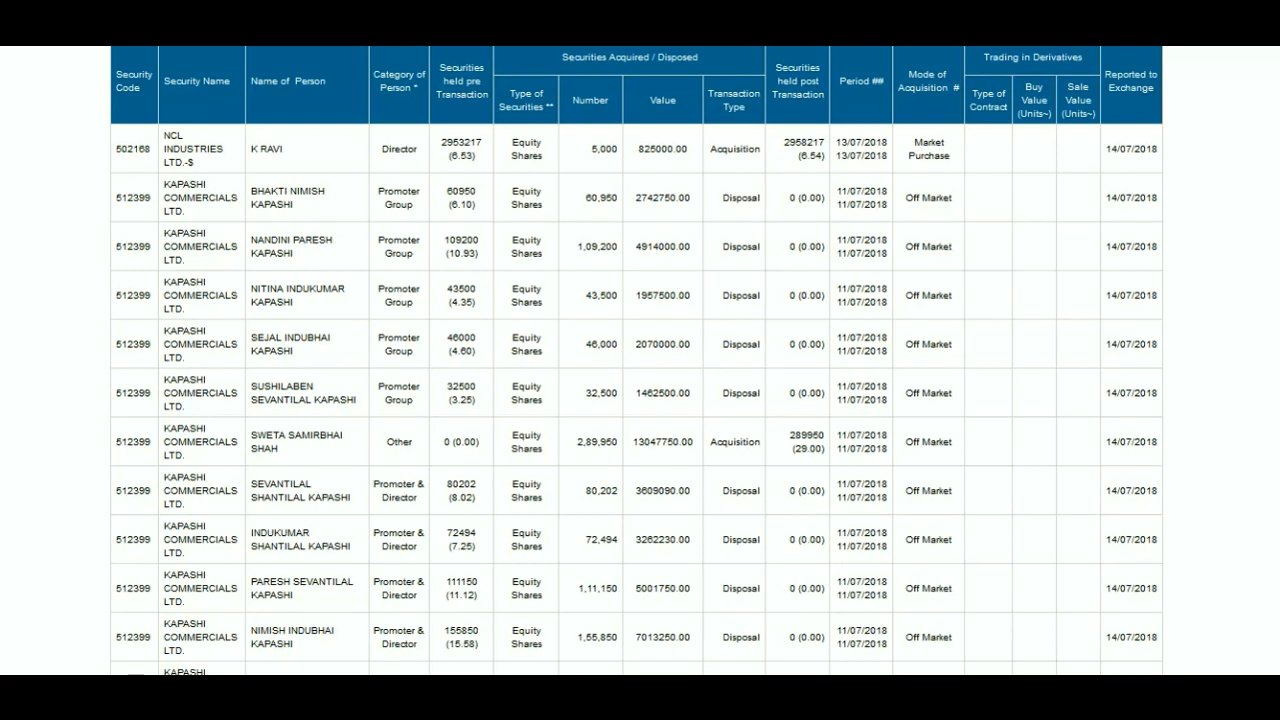 Security Code | Security Name | Name of Person | Category of Person * | Securities held pre Transaction | Securities Acquired / Disposed | Securities held post Transaction | Period ## | Mode of Acquisition # | Trading in Derivatives | Reported to Exchange
Type of Securities ** | Number | Value | Transaction Type | Type of Contract | Buy Value (Units~) | Sale Value (Units~)
502168 | NCL INDUSTRIES LTD.-$ | K RAVI | Director | 2953217 (6.53) | Equity Shares | 5,000 | 825000.00 | Acquisition | 2958217 (6.54) | 13/07/2018 13/07/2018 | Market Purchase | 14/07/2018
512399 | KAPASHI COMMERCIALS LTD. | BHAKTI NIMISH KAPASHI | Promoter Group | 60950 (6.10) | Equity Shares | 60,950 | 2742750.00 | Disposal | 0 (0.00) | 11/07/2018 11/07/2018 | Off Market | 14/07/2018
512399 | KAPASHI COMMERCIALS LTD. | NANDINI PARESH KAPASHI | Promoter Group | 109200 (10.93) | Equity Shares | 1,09,200 | 4914000.00 | Disposal | 0 (0.00) | 11/07/2018 11/07/2018 | Off Market | 14/07/2018
512399 | KAPASHI COMMERCIALS LTD. | NITINA INDUKUMAR KAPASHI | Promoter Group | 43500 (4.35) | Equity Shares | 43,500 | 1957500.00 | Disposal | 0 (0.00) | 11/07/2018 11/07/2018 | Off Market | 14/07/2018
512399 | KAPASHI COMMERCIALS LTD. | SEJAL INDUBHAI KAPASHI | Promoter Group | 46000 (4.60) | Equity Shares | 46,000 | 2070000.00 | Disposal | 0 (0.00) | 11/07/2018 11/07/2018 | Off Market | 14/07/2018
512399 | KAPASHI COMMERCIALS LTD. | SUSHILABEN SEVANTILAL KAPASHI | Promoter Group | 32500 (3.25) | Equity Shares | 32,500 | 1462500.00 | Disposal | 0 (0.00) | 11/07/2018 11/07/2018 | Off Market | 14/07/2018
512399 | KAPASHI COMMERCIALS LTD. | SWETA SAMIRBHAI SHAH | Other | 0 (0.00) | Equity Shares | 2,89,950 | 13047750.00 | Acquisition | 289950 (29.00) | 11/07/2018 11/07/2018 | Off Market | 14/07/2018
512399 | KAPASHI COMMERCIALS LTD. | SEVANTILAL SHANTILAL KAPASHI | Promoter & Director | 80202 (8.02) | Equity Shares | 80,202 | 3609090.00 | Disposal | 0 (0.00) | 11/07/2018 11/07/2018 | Off Market | 14/07/2018
512399 | KAPASHI COMMERCIALS LTD. | INDUKUMAR SHANTILAL KAPASHI | Promoter & Director | 72494 (7.25) | Equity Shares | 72,494 | 3262230.00 | Disposal | 0 (0.00) | 11/07/2018 11/07/2018 | Off Market | 14/07/2018
512399 | KAPASHI COMMERCIALS LTD. | PARESH SEVANTILAL KAPASHI | Promoter & Director | 111150 (11.12) | Equity Shares | 1,11,150 | 5001750.00 | Disposal | 0 (0.00) | 11/07/2018 11/07/2018 | Off Market | 14/07/2018
512399 | KAPASHI COMMERCIALS LTD. | NIMISH INDUBHAI KAPASHI | Promoter & Director | 155850 (15.58) | Equity Shares | 1,55,850 | 7013250.00 | Disposal | 0 (0.00) | 11/07/2018 11/07/2018 | Off Market | 14/07/2018
KAPASHI